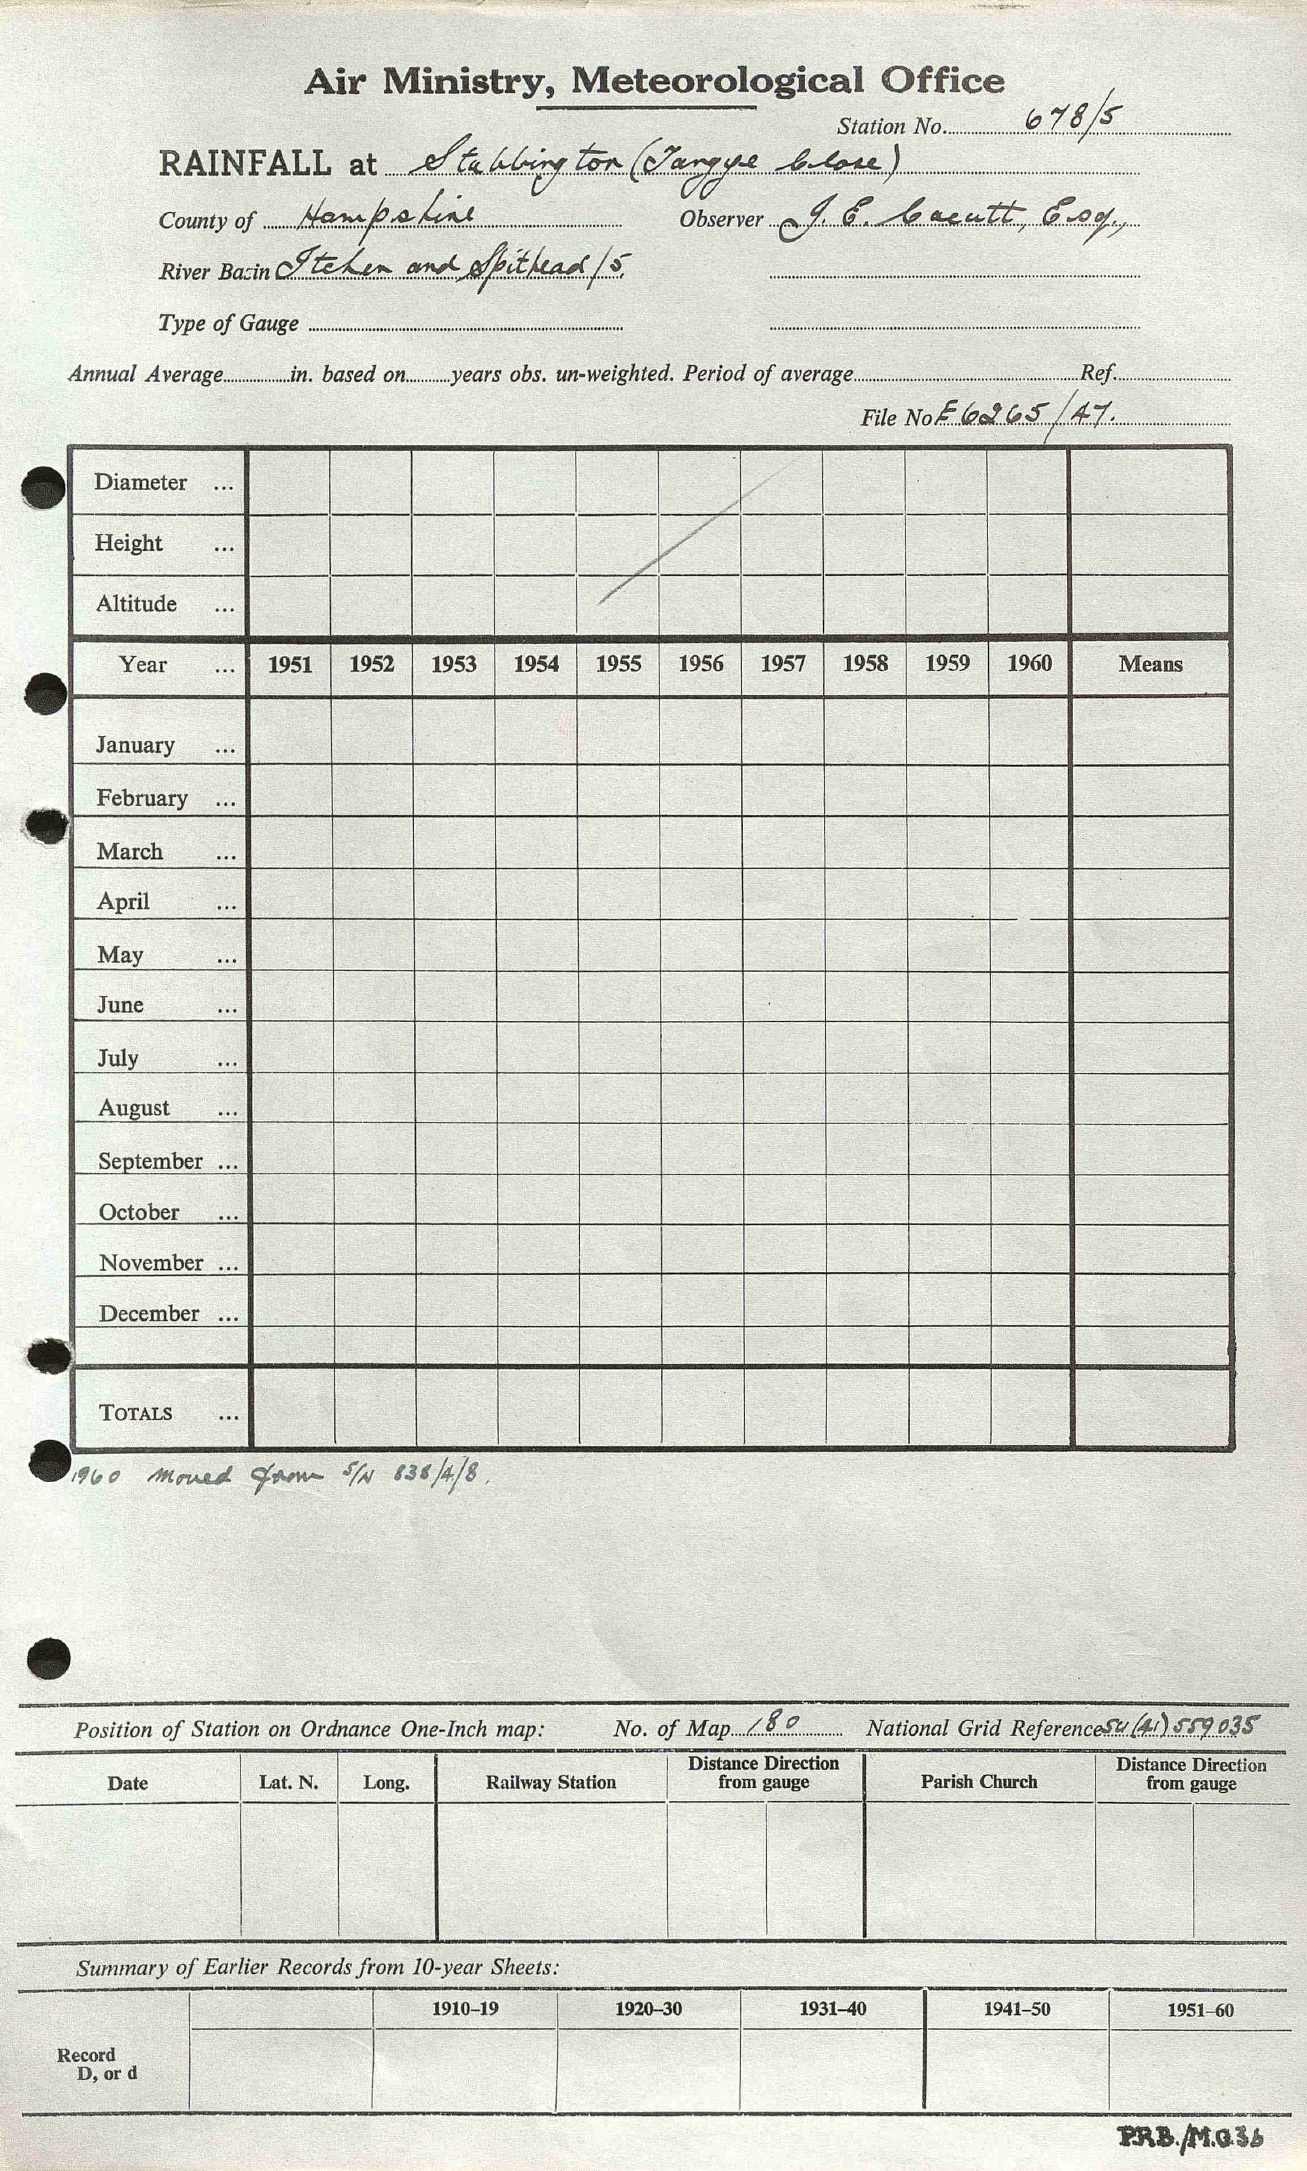 Air Ministry, Meteorological Office
Station No. 678/5
RAINFALL at Stubbington (Tangye Close)
County of Hampshire Observer J. E. Esq.,
River Basin Itchen and Spithead/5.
Type of Gauge
Annual Average in. based on years obs. un-weighted. Period of average Ref.
File No E6265/47.
Diameter ...
Height ...
Altitude ...
Year ... 1951 1952 1953 1954 1955 1956 1957 1958 1959 1960 Means
January ...
February ...
March ...
April ...
May ...
June ...
July ...
August ...
September ...
October ...
November ...
December ...
TOTALS ...
1960 moved from S/N 838/4/8.
Position of Station on Ordnance One-Inch map: No. of Map 180 National Grid Reference SU (41) 559035
Date Lat. N. Long. Railway Station Distance Direction from gauge Parish Church Distance Direction from gauge
Summary of Earlier Records from 10-year Sheets:
1910–19 1920–30 1931–40 1941–50 1951–60
Record
D, or d
P.R.B./M.O.36